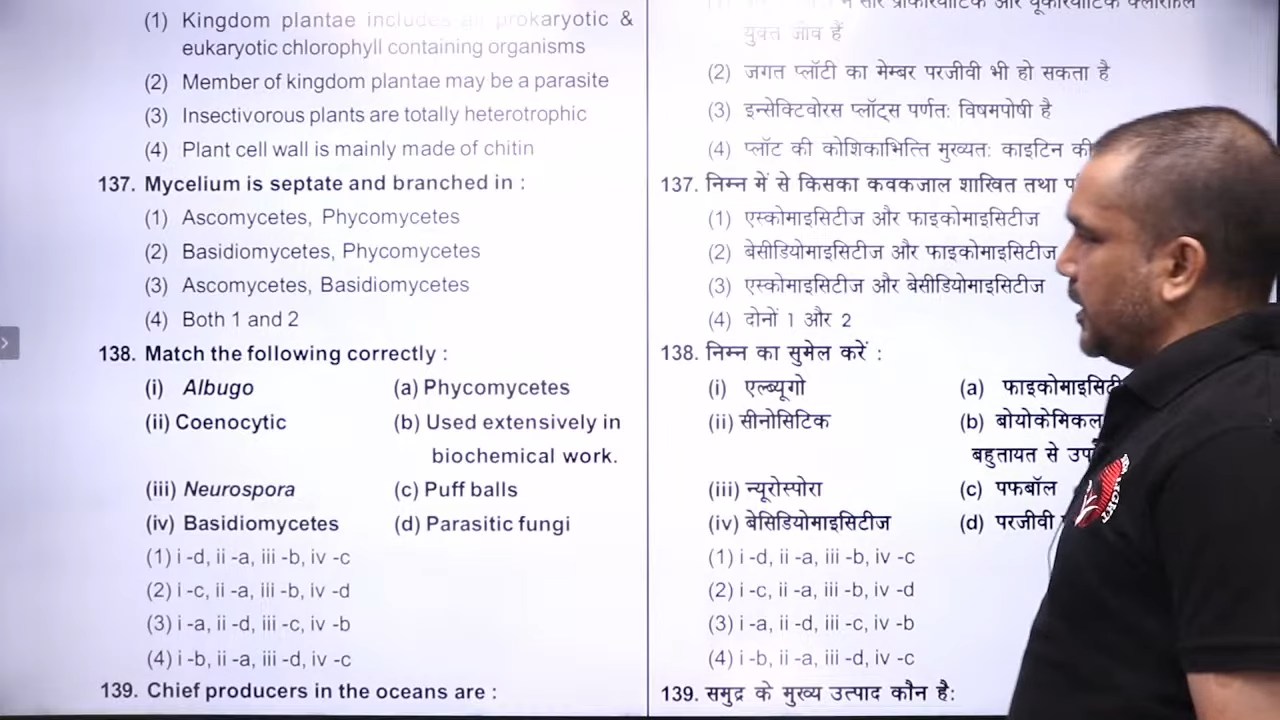 (1) Kingdom plantae includes all prokaryotic &
eukaryotic chlorophyll containing organisms
(2) Member of kingdom plantae may be a parasite
(3) Insectivorous plants are totally heterotrophic
(4) Plant cell wall is mainly made of chitin
137. Mycelium is septate and branched in :
(1) Ascomycetes, Phycomycetes
(2) Basidiomycetes, Phycomycetes
(3) Ascomycetes, Basidiomycetes
(4) Both 1 and 2
138. Match the following correctly :
(i) Albugo (a) Phycomycetes
(ii) Coenocytic (b) Used extensively in
biochemical work.
(iii) Neurospora (c) Puff balls
(iv) Basidiomycetes (d) Parasitic fungi
(1) i -d, ii -a, iii -b, iv -c
(2) i -c, ii -a, iii -b, iv -d
(3) i -a, ii -d, iii -c, iv -b
(4) i -b, ii -a, iii -d, iv -c
139. Chief producers in the oceans are :
युक्त जीव हैं
(2) जगत प्लॉटी का मेम्बर परजीवी भी हो सकता है
(3) इन्सेक्टिवोरस प्लॉट्स पर्णत: विषमपोषी है
(4) प्लॉट की कोशिकाभित्ति मुख्यत: काइटिन की
137. निम्न में से किसका कवकजाल शाखित तथा
(1) एस्कोमाइसिटीज और फाइकोमाइसिटीज
(2) बेसीडियोमाइसिटीज और फाइकोमाइसिटीज
(3) एस्कोमाइसिटीज और बेसीडियोमाइसिटीज
(4) दोनों 1 और 2
138. निम्न का सुमेल करें :
(i) एल्ब्यूगो (a)
(ii) सीनोसिटिक (b) बोयोकेमिकल
बहुतायत से
(iii) न्यूरोस्पोरा (c) पफबॉल
(iv) बेसिडियोमाइसिटीज (d) परजीवी
(1) i -d, ii -a, iii -b, iv -c
(2) i -c, ii -a, iii -b, iv -d
(3) i -a, ii -d, iii -c, iv -b
(4) i -b, ii -a, iii -d, iv -c
139. समुद्र के मुख्य उत्पाद कौन है: